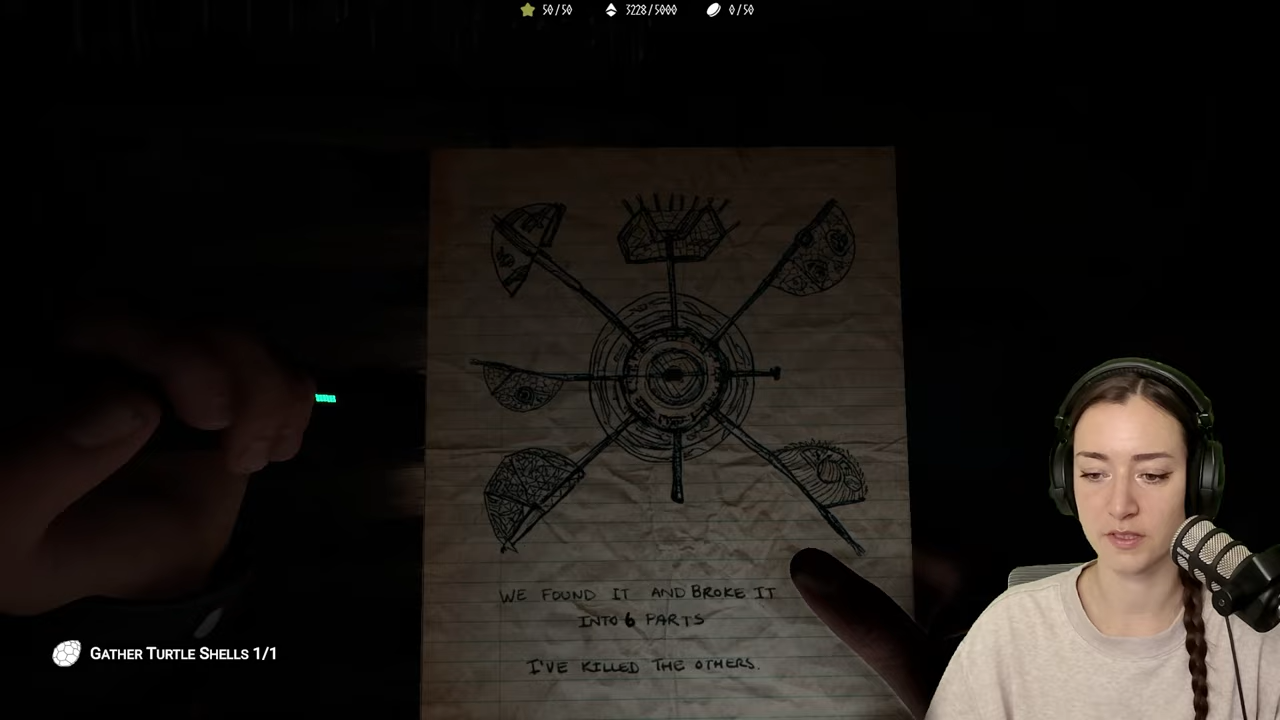 50/50 3228/5000 0/50
WE FOUND IT AND BROKE IT
INTO 6 PARTS
I'VE KILLED THE OTHERS.
GATHER TURTLE SHELLS 1/1